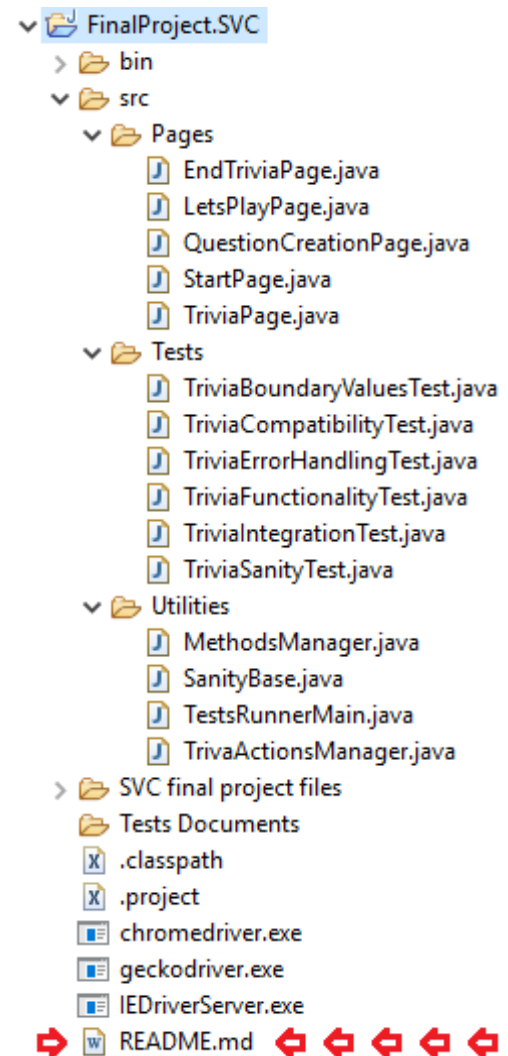 FinalProject.SVC
bin
src
Pages
EndTriviaPage.java
LetsPlayPage.java
QuestionCreationPage.java
StartPage.java
TriviaPage.java
Tests
TriviaBoundaryValuesTest.java
TriviaCompatibilityTest.java
TriviaErrorHandlingTest.java
TriviaFunctionalityTest.java
TriviaIntegrationTest.java
TriviaSanityTest.java
Utilities
MethodsManager.java
SanityBase.java
TestsRunnerMain.java
TrivaActionsManager.java
SVC final project files
Tests Documents
.classpath
.project
chromedriver.exe
geckodriver.exe
IEDriverServer.exe
README.md